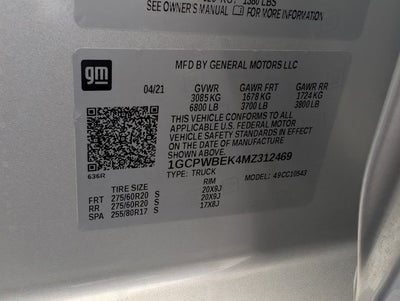 1380 LBS
SEE OWNER'S MANUAL FOR MORE INFORMATION
gm
MFD BY GENERAL MOTORS LLC
04/21 GVWR GAWR FRT GAWR RR
3085 KG 1678 KG 1724 KG
6800 LB 3700 LB 3800 LB
THIS VEHICLE CONFORMS TO ALL
APPLICABLE U.S. FEDERAL MOTOR
VEHICLE SAFETY STANDARDS IN EFFECT
ON THE DATE OF MANUFACTURE
SHOWN ABOVE.
1GCPWBEK4MZ312469
TYPE: TRUCK MODEL: 49CC10543
636R
TIRE SIZE RIM
FRT 275/60R20 S 20X9J
RR 275/60R20 S 20X9J
SPA 255/80R17 S 17X8J